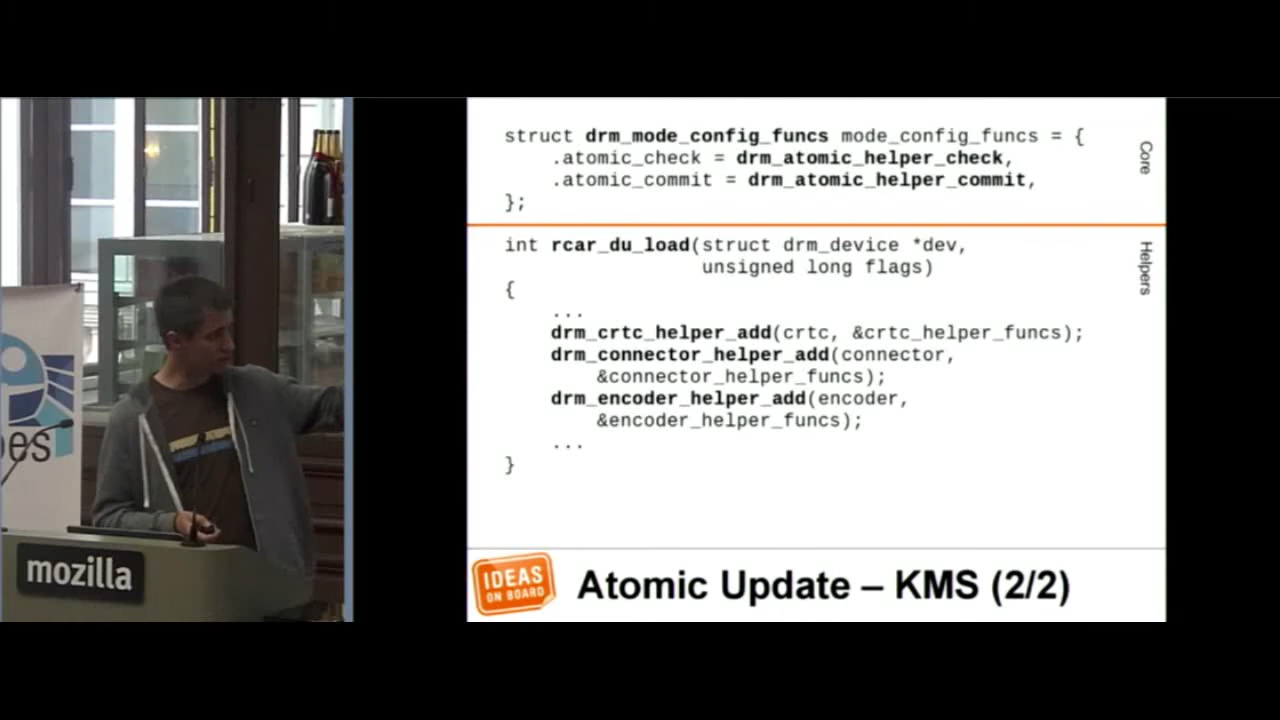 struct drm_mode_config_funcs mode_config_funcs = {
    .atomic_check = drm_atomic_helper_check,
    .atomic_commit = drm_atomic_helper_commit,
};
Core
int rcar_du_load(struct drm_device *dev,
                 unsigned long flags)
{
    ...
    drm_crtc_helper_add(crtc, &crtc_helper_funcs);
    drm_connector_helper_add(connector,
        &connector_helper_funcs);
    drm_encoder_helper_add(encoder,
        &encoder_helper_funcs);
    ...
}
Helpers
IDEAS
ON BOARD
Atomic Update – KMS (2/2)
mozilla